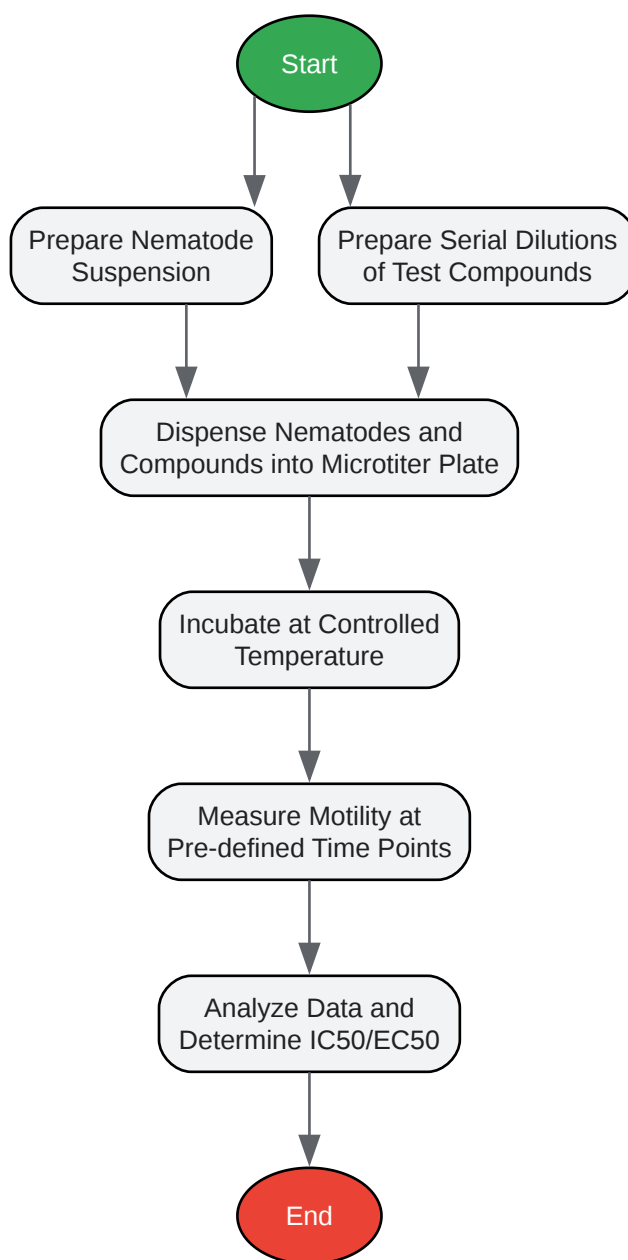 Start
Prepare Nematode
Suspension
Prepare Serial Dilutions
of Test Compounds
Dispense Nematodes and
Compounds into Microtiter Plate
Incubate at Controlled
Temperature
Measure Motility at
Pre-defined Time Points
Analyze Data and
Determine IC50/EC50
End